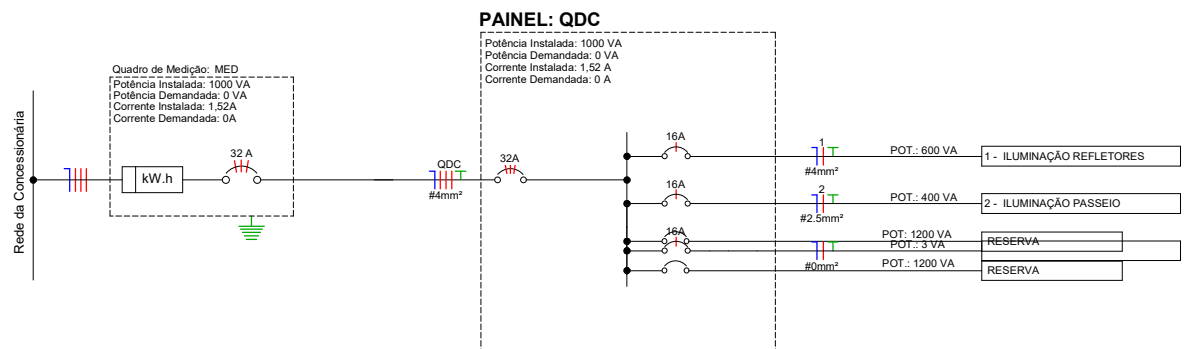 PAINEL: QDC
Potência Instalada: 1000 VA
Potência Demandada: 0 VA
Corrente Instalada: 1,52 A
Corrente Demandada: 0 A
Quadro de Medição: MED
Potência Instalada: 1000 VA
Potência Demandada: 0 VA
Corrente Instalada: 1,52A
Corrente Demandada: 0A
Rede da Concessionária
kW.h
32 A
QDC
#4mm²
32A
16A
1
#4mm²
POT.: 600 VA
1 - ILUMINAÇÃO REFLETORES
16A
2
#2.5mm²
POT.: 400 VA
2 - ILUMINAÇÃO PASSEIO
16A
POT: 1200 VA
RESERVA
#0mm²
POT.: 3 VA
POT.: 1200 VA
RESERVA